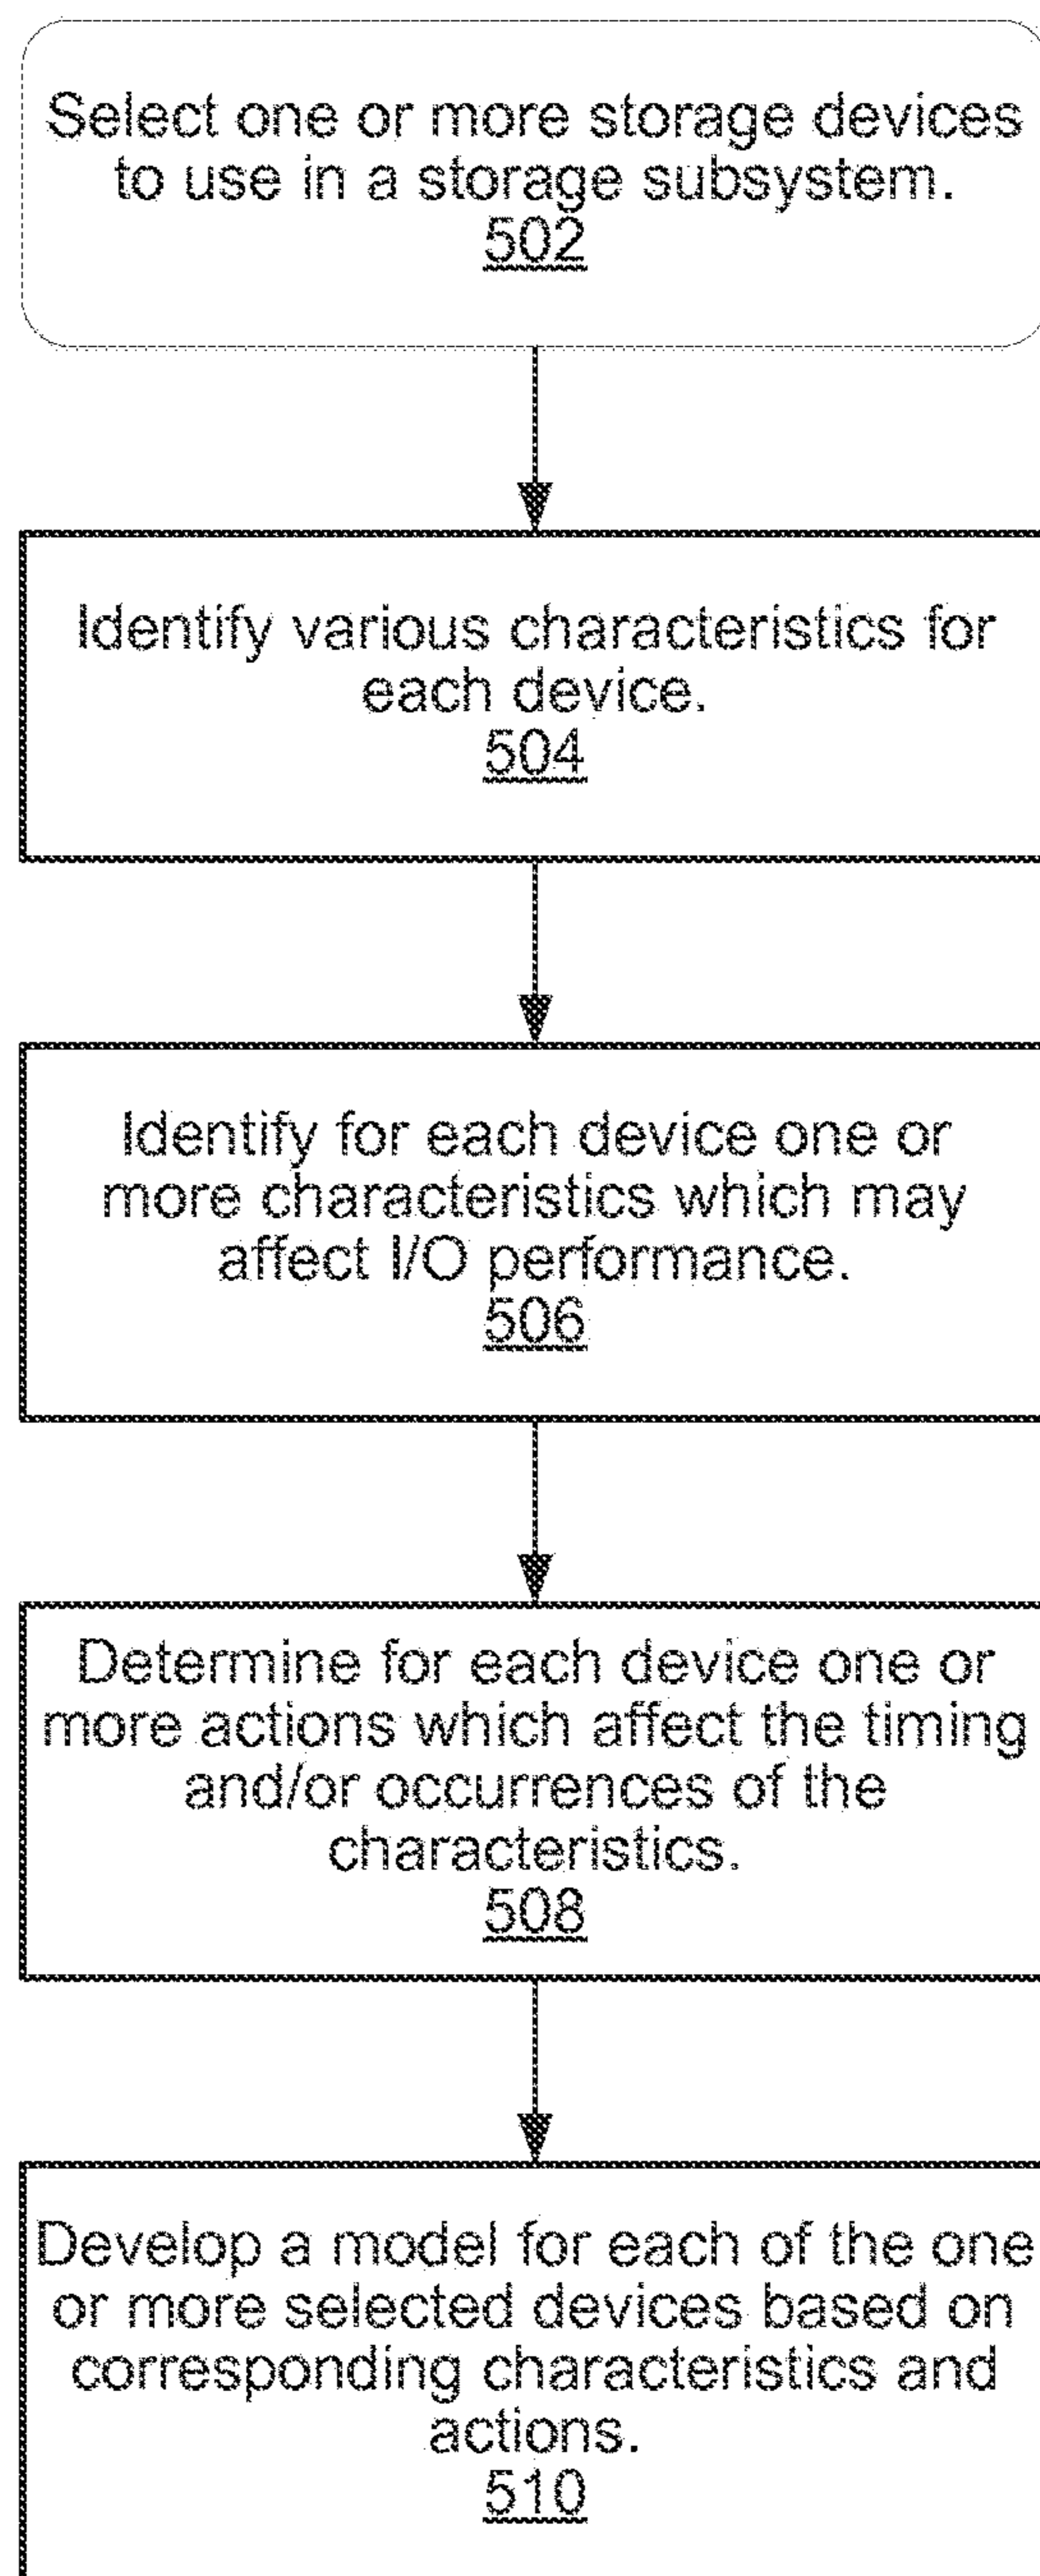 Select one or more storage devices
to use in a storage subsystem.
502
Identify various characteristics for
each device.
504
Identify for each device one or
more characteristics which may
affect I/O performance.
506
Determine for each device one or
more actions which affect the timing
and/or occurrences of the
characteristics.
508
Develop a model for each of the one
or more selected devices based on
corresponding characteristics and
actions.
510